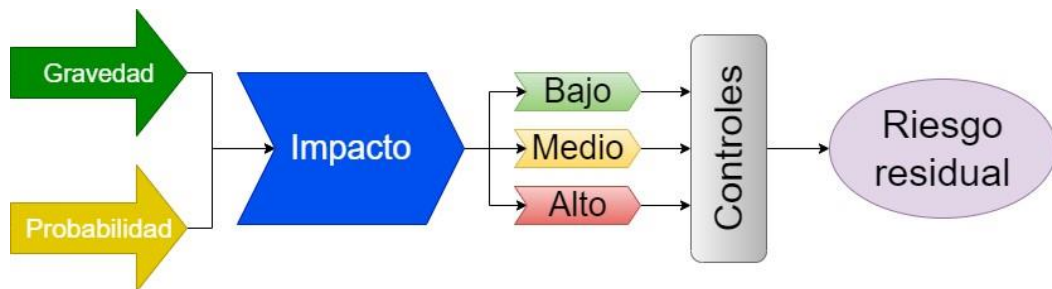 Gravedad
Probabilidad
Impacto
Bajo
Medio
Alto
Controles
Riesgo
residual